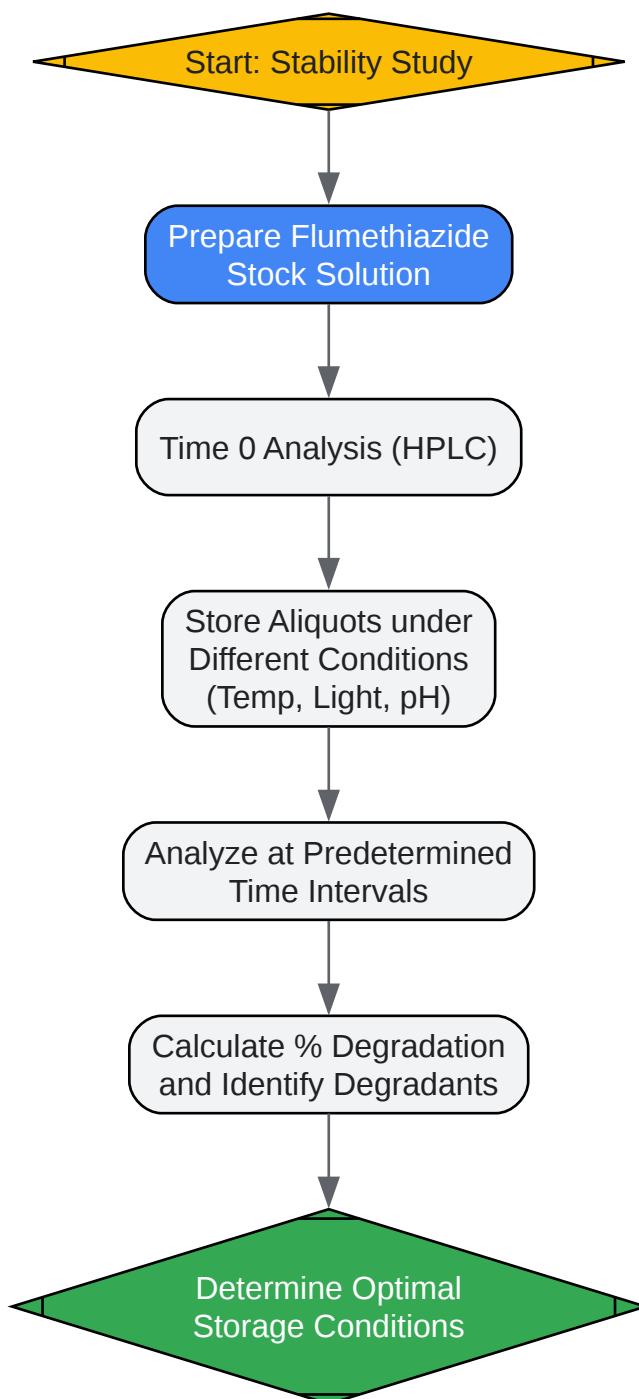 Start: Stability Study
Prepare Flumethiazide
Stock Solution
Time 0 Analysis (HPLC)
Store Aliquots under
Different Conditions
(Temp, Light, pH)
Analyze at Predetermined
Time Intervals
Calculate % Degradation
and Identify Degradants
Determine Optimal
Storage Conditions